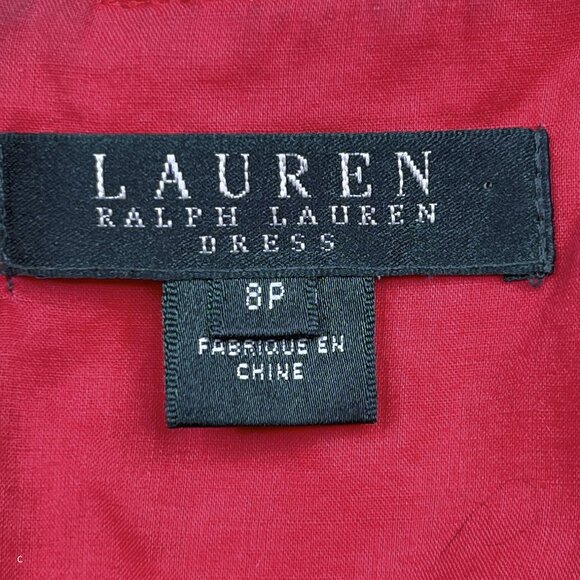 LAUREN
RALPH LAUREN
DRESS
8P
FABRIQUE EN
CHINE
C